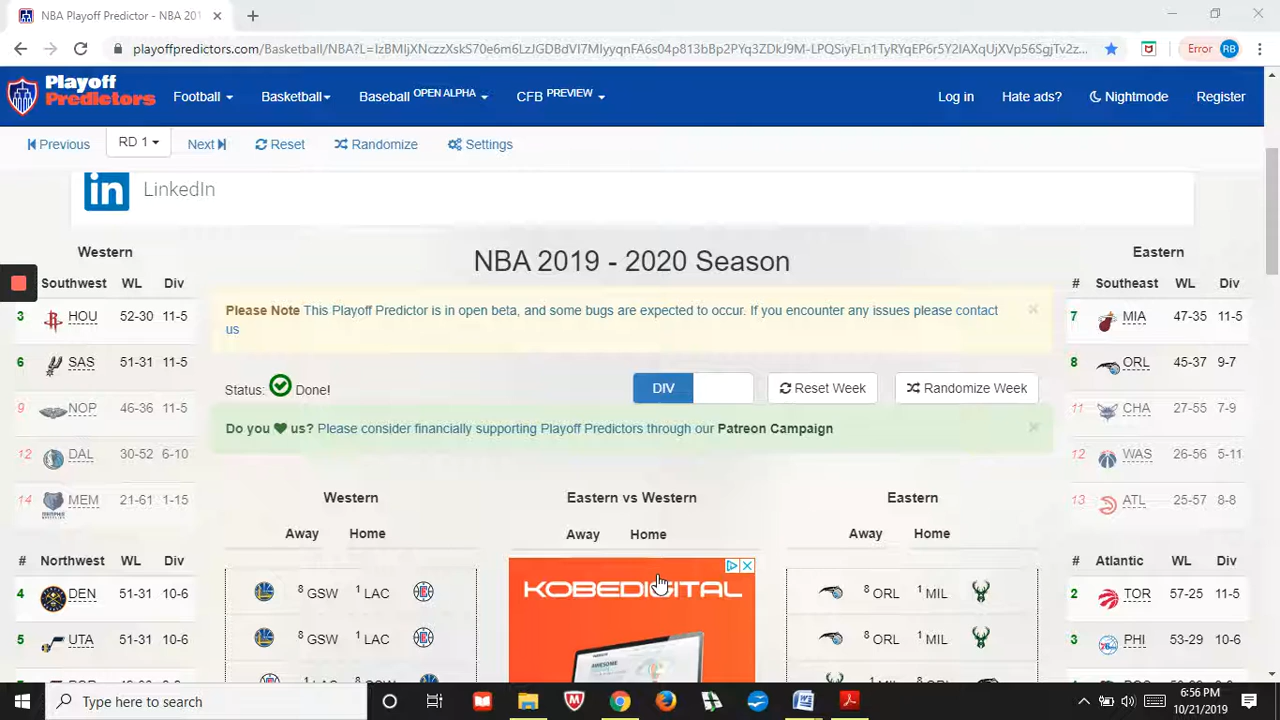 NBA Playoff Predictor - NBA 201
playoffpredictors.com/Basketball/NBA?L=IzBMIjXNczzXskS70e6m6LzJGDBdVI7MIyyqnFA6s04p813bBp2PYq3ZDkJ9M-LPQSiyFLn1TyRYqEP6r5Y2IAXqUjXVp56SgjTv2z...
Error RB
Playoff Predictors
Football Basketball Baseball OPEN ALPHA CFB PREVIEW Log in Hate ads? Nightmode Register
Previous RD 1 Next Reset Randomize Settings
in LinkedIn
Western
Southwest WL Div
3 HOU 52-30 11-5
6 SAS 51-31 11-5
9 NOP 46-36 11-5
12 DAL 30-52 6-10
14 MEM 21-61 1-15
# Northwest WL Div
4 DEN 51-31 10-6
5 UTA 51-31 10-6
NBA 2019 - 2020 Season
Please Note This Playoff Predictor is in open beta, and some bugs are expected to occur. If you encounter any issues please contact
us
Status: Done!
DIV Reset Week Randomize Week
Do you us? Please consider financially supporting Playoff Predictors through our Patreon Campaign
Western
Away Home
8 GSW 1 LAC
8 GSW 1 LAC
Eastern vs Western
Away Home
KOBEDIGITAL
Eastern
Away Home
8 ORL 1 MIL
8 ORL 1 MIL
Eastern
# Southeast WL Div
7 MIA 47-35 11-5
8 ORL 45-37 9-7
11 CHA 27-55 7-9
12 WAS 26-56 5-11
13 ATL 25-57 8-8
# Atlantic WL Div
2 TOR 57-25 11-5
3 PHI 53-29 10-6
Type here to search
6:56 PM
10/21/2019